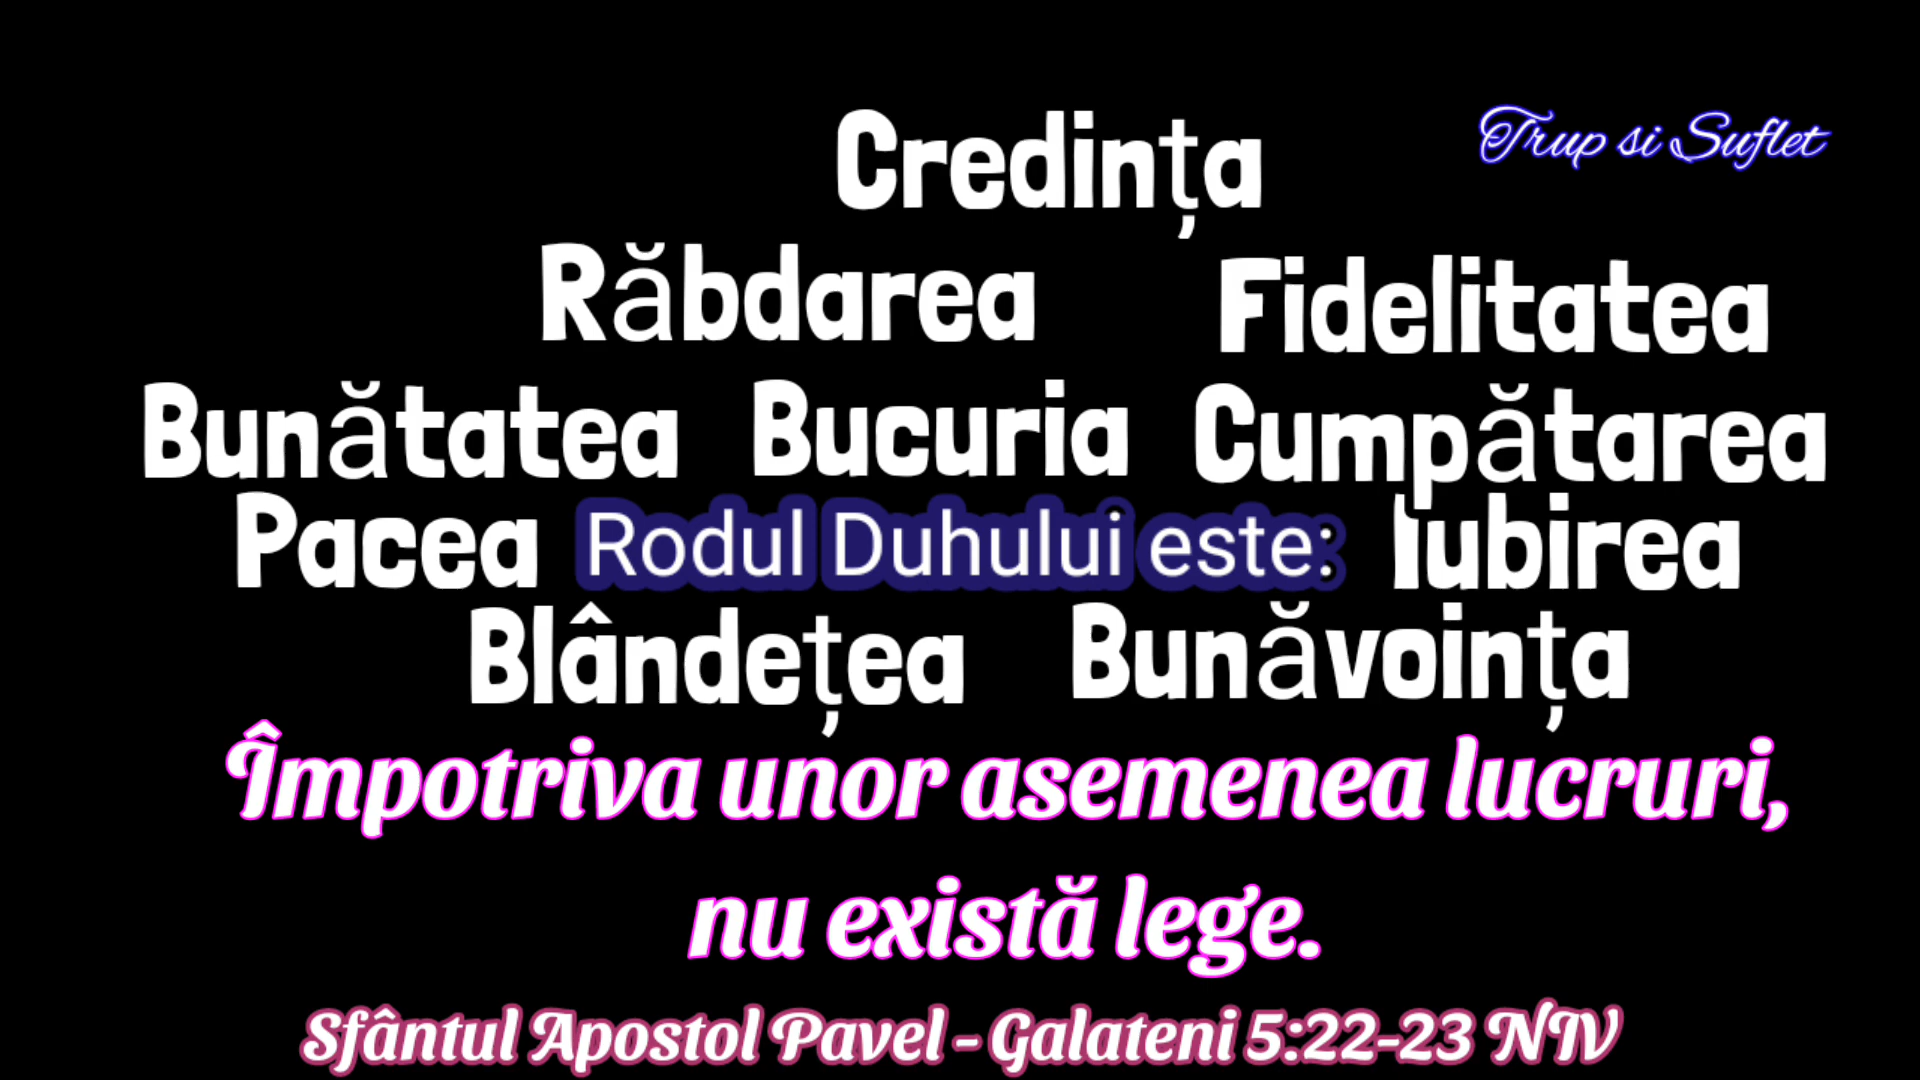 Trup si Suflet
Credința
Răbdarea Fidelitatea
Bunătatea Bucuria Cumpătarea
Pacea Rodul Duhului este: Iubirea
Blândețea Bunăvoința
Împotriva unor asemenea lucruri,
nu există lege.
Sfântul Apostol Pavel - Galateni 5:22-23 NIV